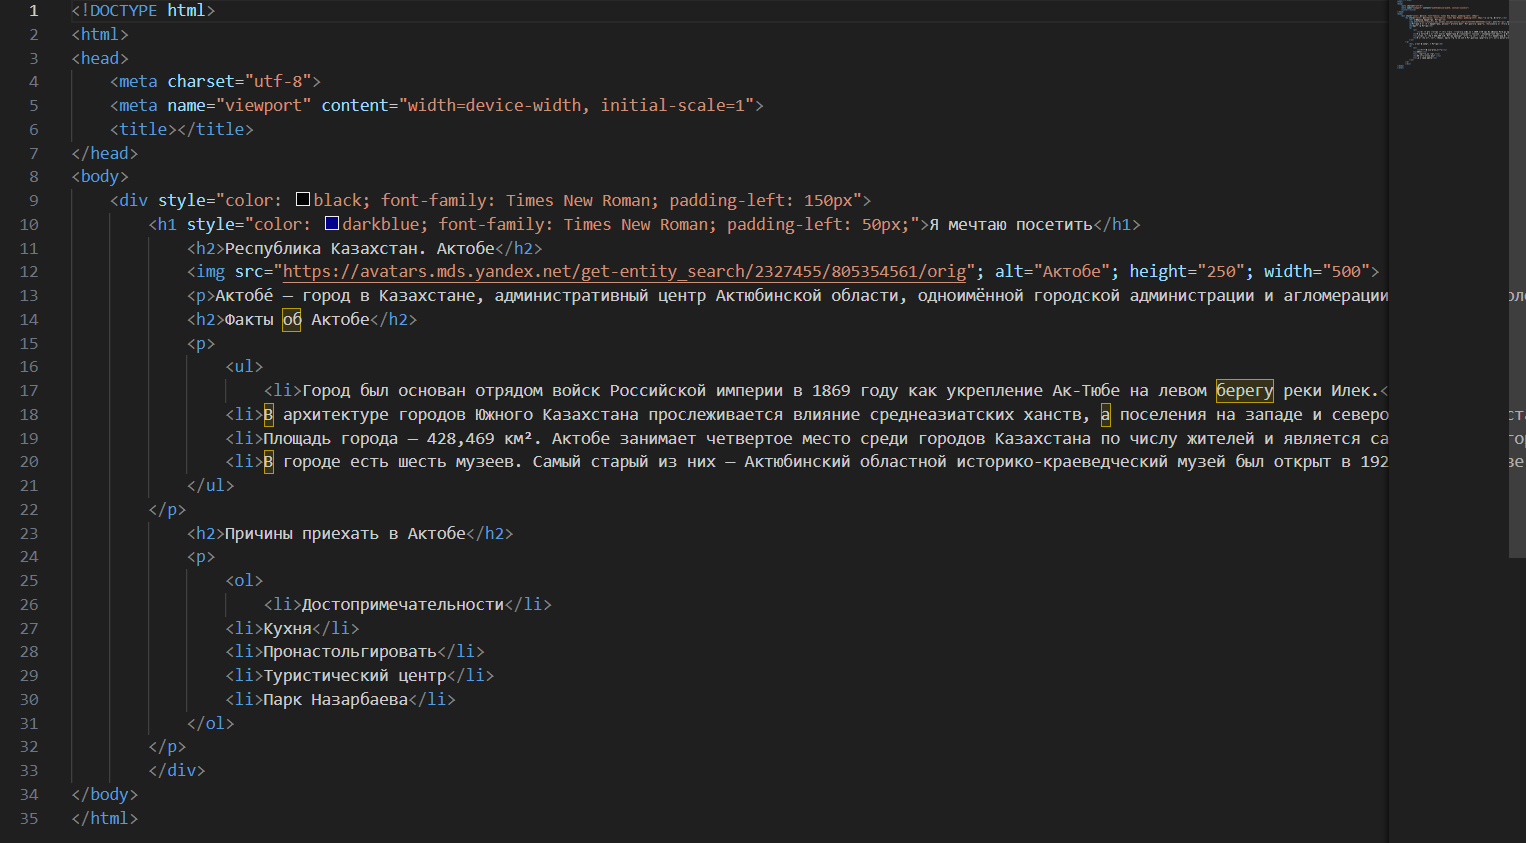 1 <!DOCTYPE html>
2 <html>
3 <head>
4 <meta charset="utf-8">
5 <meta name="viewport" content="width=device-width, initial-scale=1">
6 <title></title>
7 </head>
8 <body>
9 <div style="color: black; font-family: Times New Roman; padding-left: 150px">
10 <h1 style="color: darkblue; font-family: Times New Roman; padding-left: 50px;">Я мечтаю посетить</h1>
11 <h2>Республика Казахстан. Актобе</h2>
12 <img src="https://avatars.mds.yandex.net/get-entity_search/2327455/805354561/orig"; alt="Актобе"; height="250"; width="500">
13 <p>Актобе́ — город в Казахстане, административный центр Актюбинской области, одноимённой городской администрации и агломерации
14 <h2>Факты об Актобе</h2>
15 <p>
16 <ul>
17 <li>Город был основан отрядом войск Российской империи в 1869 году как укрепление Ак-Тюбе на левом берегу реки Илек.<
18 <li>В архитектуре городов Южного Казахстана прослеживается влияние среднеазиатских ханств, а поселения на западе и северо
19 <li>Площадь города — 428,469 км². Актобе занимает четвертое место среди городов Казахстана по числу жителей и является са
20 <li>В городе есть шесть музеев. Самый старый из них — Актюбинский областной историко-краеведческий музей был открыт в 192
21 </ul>
22 </p>
23 <h2>Причины приехать в Актобе</h2>
24 <p>
25 <ol>
26 <li>Достопримечательности</li>
27 <li>Кухня</li>
28 <li>Пронастольгировать</li>
29 <li>Туристический центр</li>
30 <li>Парк Назарбаева</li>
31 </ol>
32 </p>
33 </div>
34 </body>
35 </html>